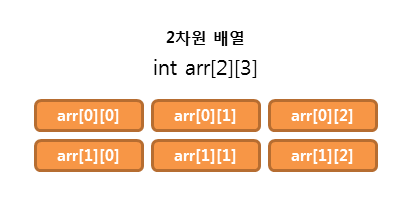 2차원 배열
int arr[2][3]
arr[0][0] arr[0][1] arr[0][2]
arr[1][0] arr[1][1] arr[1][2]